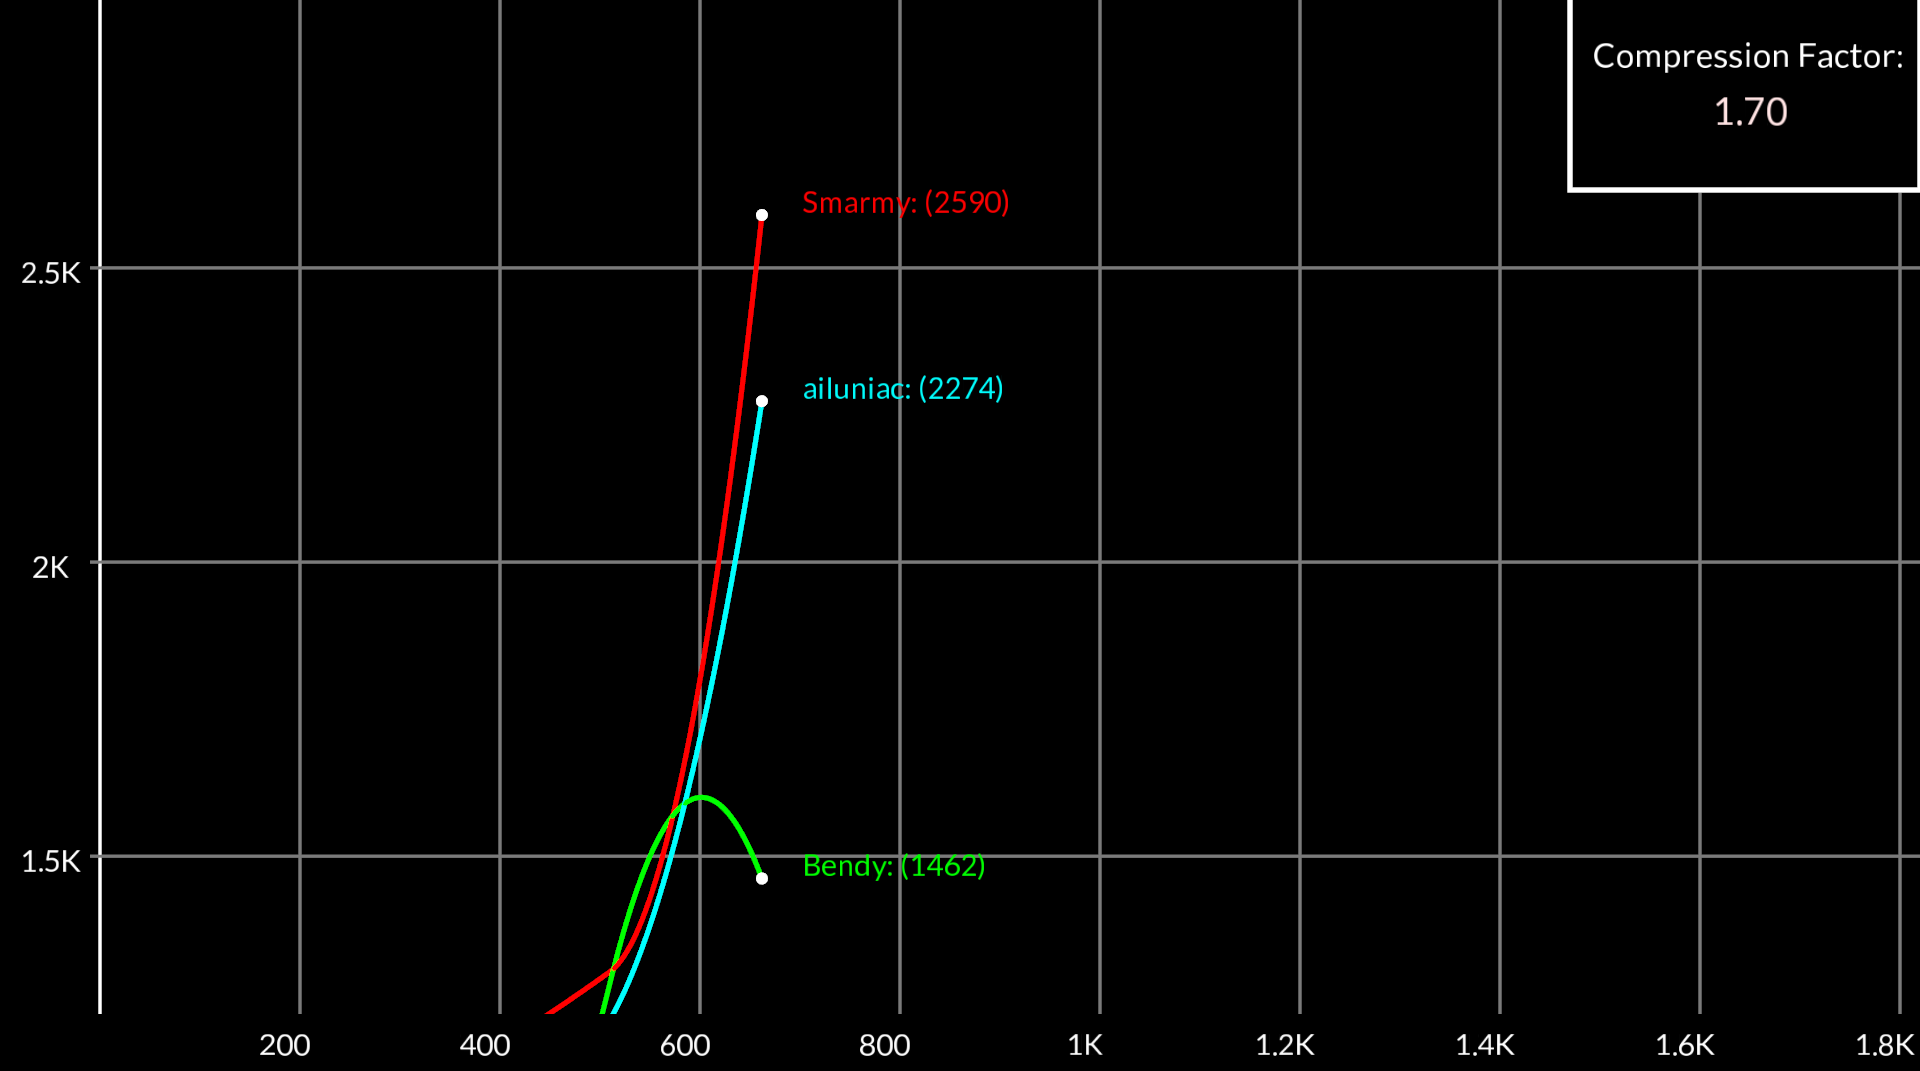 Compression Factor:
1.70
Smarmy: (2590)
2.5K
ailuniac: (2274)
2K
1.5K
Bendy: (1462)
200 400 600 800 1K 1.2K 1.4K 1.6K 1.8K